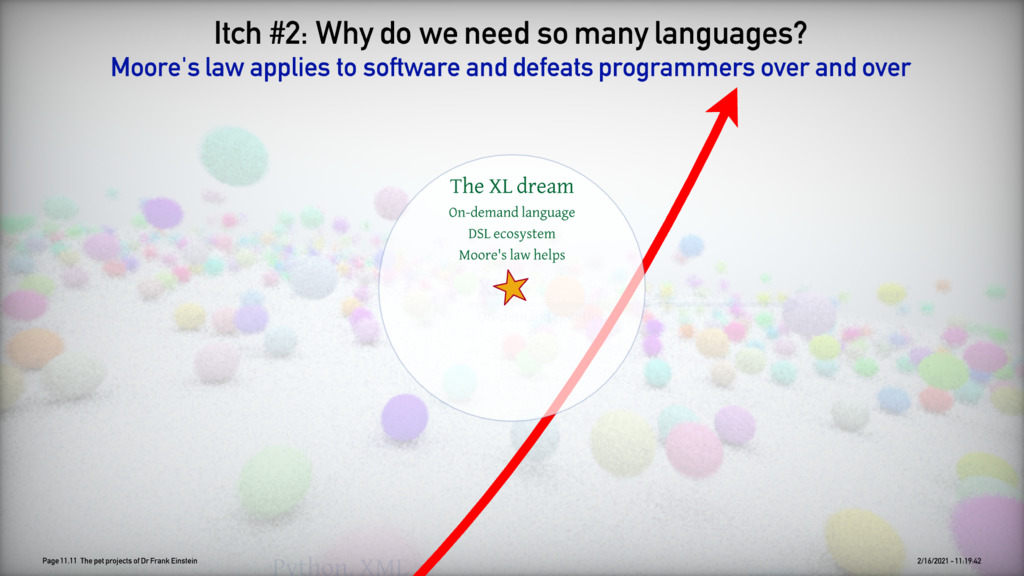 Itch #2: Why do we need so many languages?
Moore's law applies to software and defeats programmers over and over
The XL dream
On-demand language
DSL ecosystem
Moore's law helps
Python, XML
Page 11.11 The pet projects of Dr Frank Einstein
2/16/2021 - 11:19:42